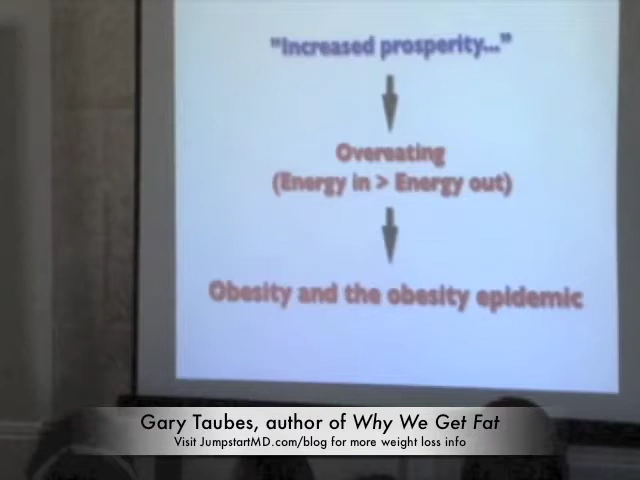 "Increased prosperity..."
Overeating
(Energy in > Energy out)
Obesity and the obesity epidemic
Gary Taubes, author of Why We Get Fat
Visit JumpstartMD.com/blog for more weight loss info